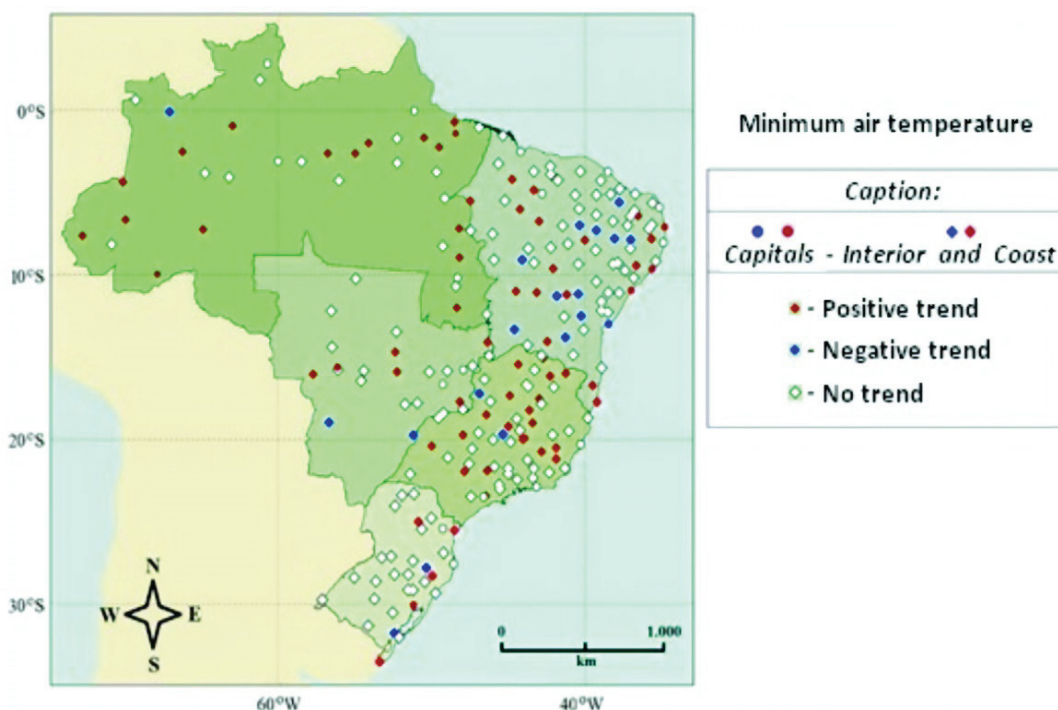 0°S
10°S
20°S
30°S
60°W
40°W
N
W E
S
0 1.000
km
Minimum air temperature
Caption:
Capitals - Interior and Coast
- Positive trend
- Negative trend
- No trend